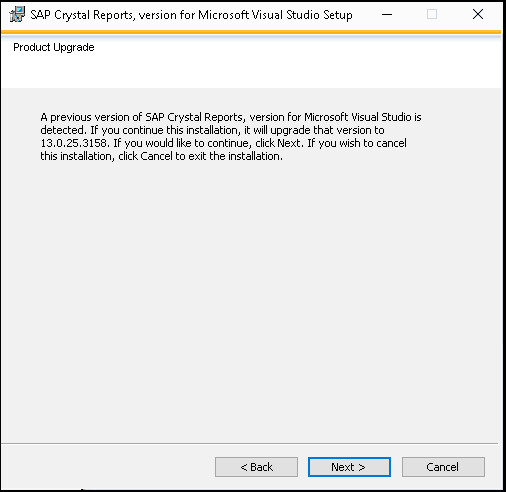 SAP Crystal Reports, version for Microsoft Visual Studio Setup
Product Upgrade
A previous version of SAP Crystal Reports, version for Microsoft Visual Studio is
detected. If you continue this installation, it will upgrade that version to
13.0.25.3158. If you would like to continue, click Next. If you wish to cancel
this installation, click Cancel to exit the installation.
< Back
Next >
Cancel